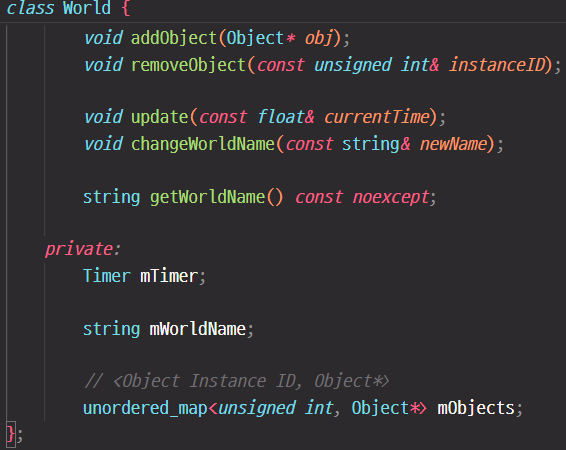 class World {
void addObject(Object* obj);
void removeObject(const unsigned int& instanceID);
void update(const float& currentTime);
void changeWorldName(const string& newName);
string getWorldName() const noexcept;
private:
Timer mTimer;
string mWorldName;
// <Object Instance ID, Object*>
unordered_map<unsigned int, Object*> mObjects;
};